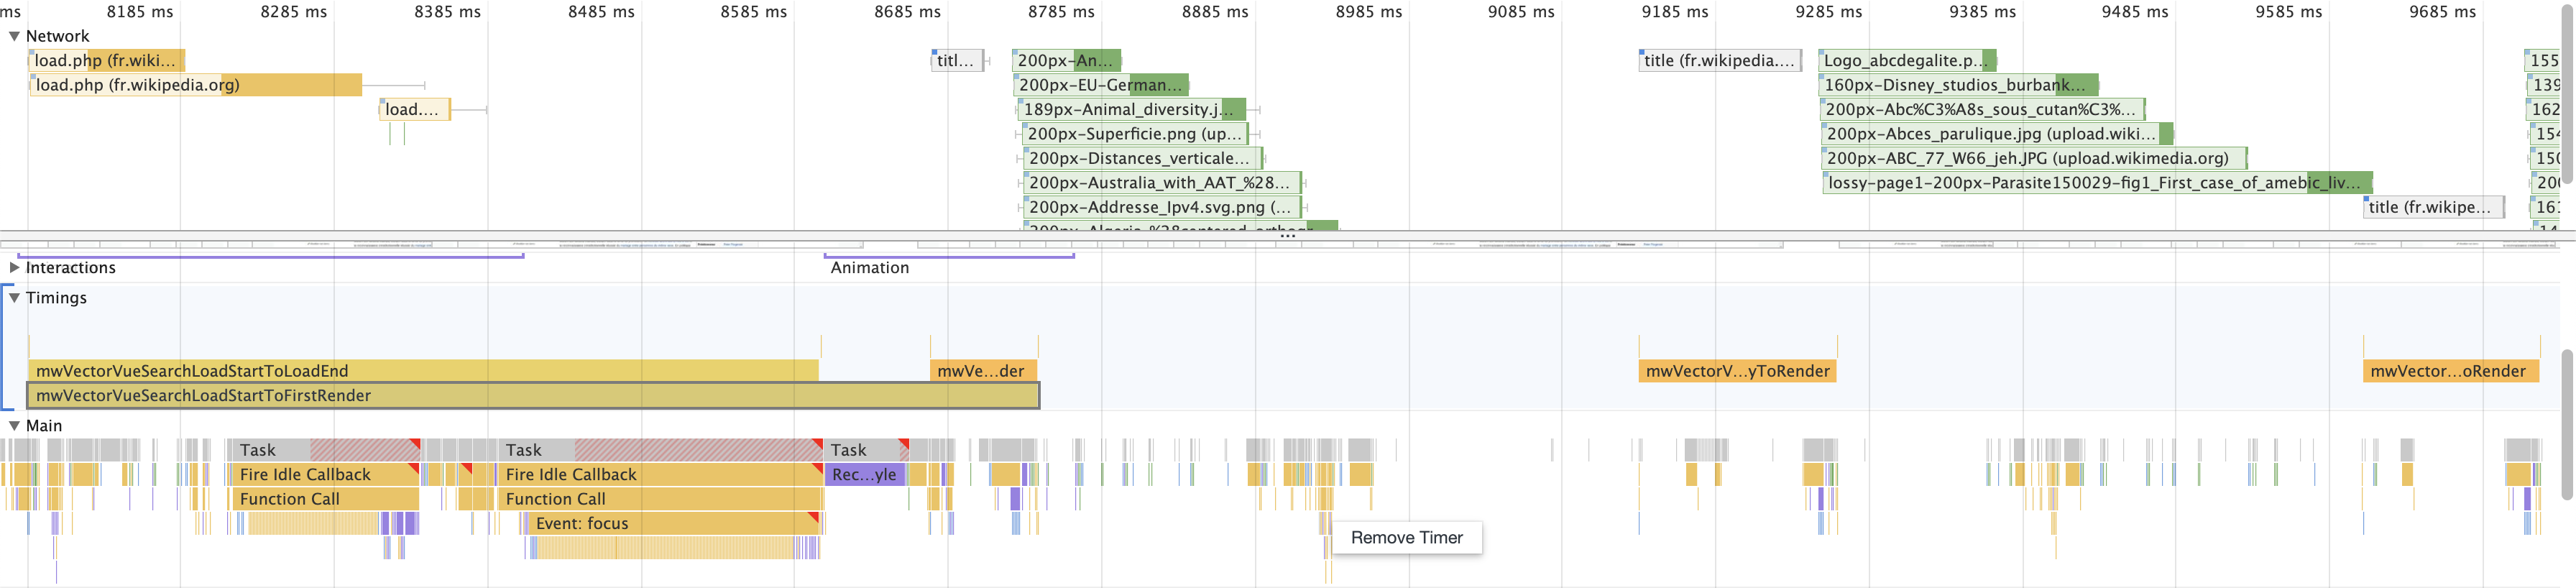 ms 8185 ms 8285 ms 8385 ms 8485 ms 8585 ms 8685 ms 8785 ms 8885 ms 8985 ms 9085 ms 9185 ms 9285 ms 9385 ms 9485 ms 9585 ms 9685 ms
Network
load.php (fr.wiki... titl... 200px-An... title (fr.wikipedia.... Logo_abcdegalite.p... 155
load.php (fr.wikipedia.org) 200px-EU-German... 160px-Disney_studios_burbank... 139
load.... 189px-Animal_diversity.j... 200px-Abc%C3%A8s_sous_cutan%C3%... 162
200px-Superficie.png (up... 200px-Abces_parulique.jpg (upload.wiki... 154
200px-Distances_verticale... 200px-ABC_77_W66_jeh.JPG (upload.wikimedia.org) 150
200px-Australia_with_AAT_%28... lossy-page1-200px-Parasite150029-fig1_First_case_of_amebic_liv... 200
200px-Addresse_Ipv4.svg.png (... title (fr.wikipe... 161
200px-Algeria_%28centered_orthogr...
Interactions Animation
Timings
mwVectorVueSearchLoadStartToLoadEnd mwVe...der mwVectorV...yToRender mwVector...oRender
mwVectorVueSearchLoadStartToFirstRender
Main
Task Task Task
Fire Idle Callback Fire Idle Callback Rec...yle
Function Call Function Call
Event: focus
Remove Timer